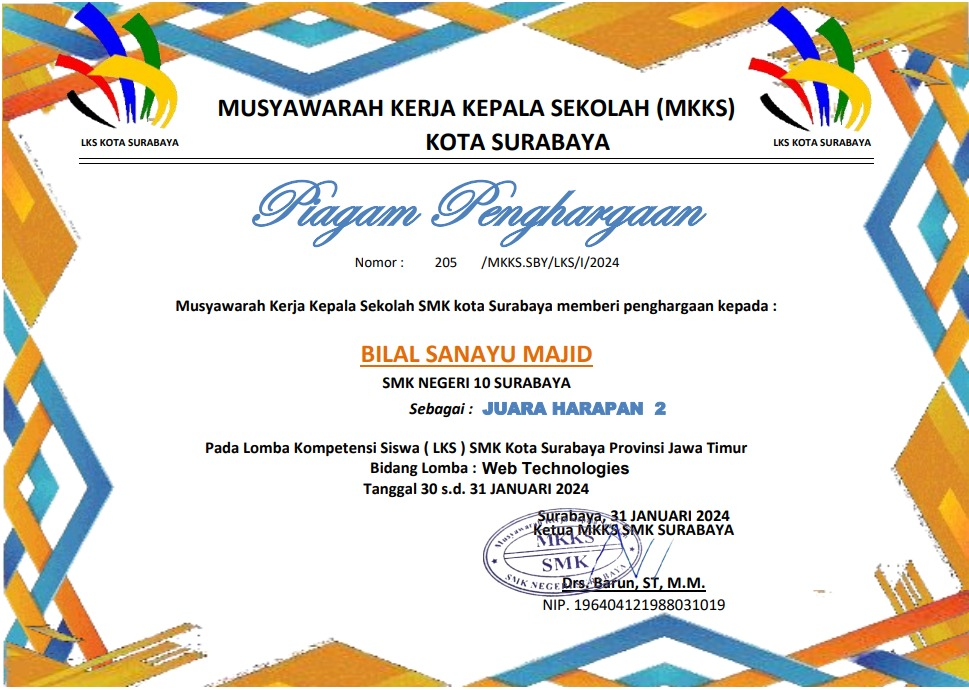 LKS KOTA SURABAYA
LKS KOTA SURABAYA
MUSYAWARAH KERJA KEPALA SEKOLAH (MKKS)
KOTA SURABAYA
Piagam Penghargaan
Nomor : 205 /MKKS.SBY/LKS/I/2024
Musyawarah Kerja Kepala Sekolah SMK kota Surabaya memberi penghargaan kepada :
BILAL SANAYU MAJID
SMK NEGERI 10 SURABAYA
Sebagai : JUARA HARAPAN 2
Pada Lomba Kompetensi Siswa ( LKS ) SMK Kota Surabaya Provinsi Jawa Timur
Bidang Lomba : Web Technologies
Tanggal 30 s.d. 31 JANUARI 2024
Surabaya, 31 JANUARI 2024
Ketua MKKS SMK SURABAYA
Musyawarah Kerja
MKKS
SMK
SMK NEGERI
Drs. Barun, ST, M.M.
NIP. 196404121988031019